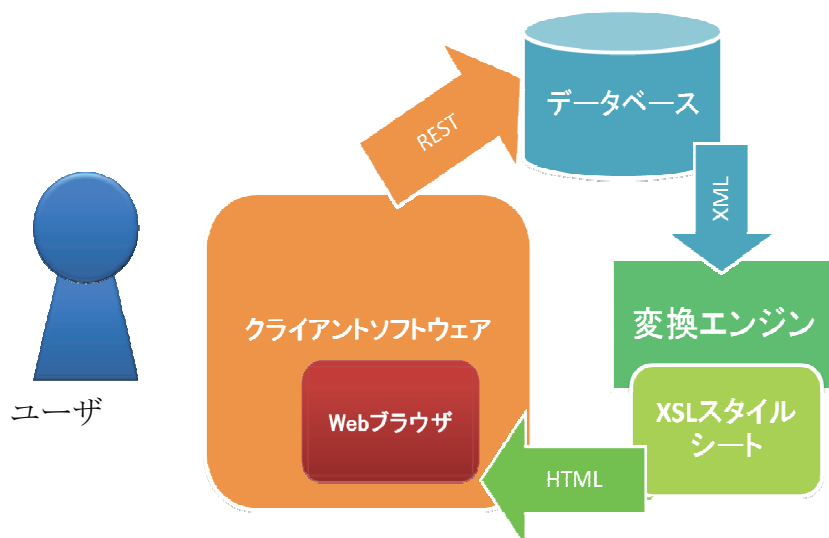 データベース
REST
XML
クライアントソフトウェア
変換エンジン
Webブラウザ
XSLスタイル
シート
ユーザ
HTML